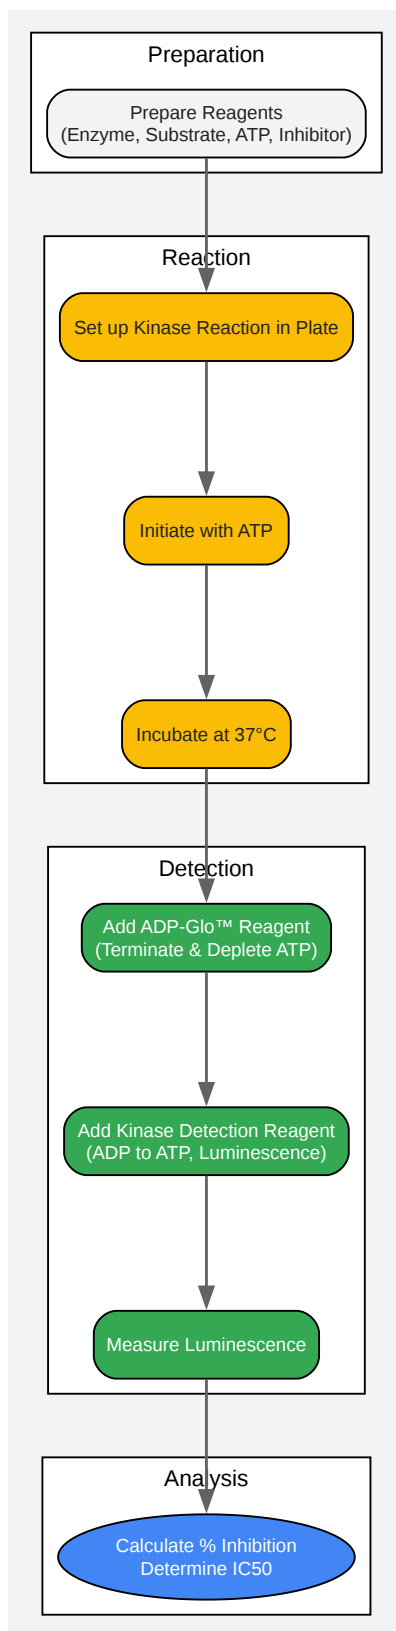 Preparation
Prepare Reagents
(Enzyme, Substrate, ATP, Inhibitor)
Reaction
Set up Kinase Reaction in Plate
Initiate with ATP
Incubate at 37°C
Detection
Add ADP-Glo™ Reagent
(Terminate & Deplete ATP)
Add Kinase Detection Reagent
(ADP to ATP, Luminescence)
Measure Luminescence
Analysis
Calculate % Inhibition
Determine IC50